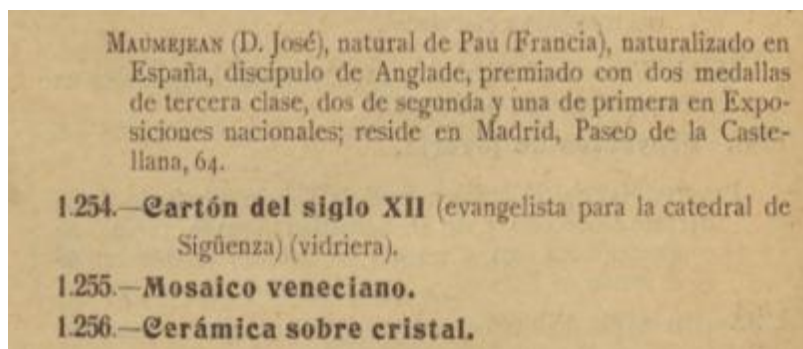 MAUMEJEAN (D. José), natural de Pau (Francia), naturalizado en
España, discípulo de Anglade, premiado con dos medallas
de tercera clase, dos de segunda y una de primera en Expo-
siciones nacionales; reside en Madrid, Paseo de la Caste-
llana, 64.
1.254.—Cartón del siglo XII (evangelista para la catedral de
Sigüenza) (vidriera).
1.255.—Mosaico veneciano.
1.256.—Cerámica sobre cristal.